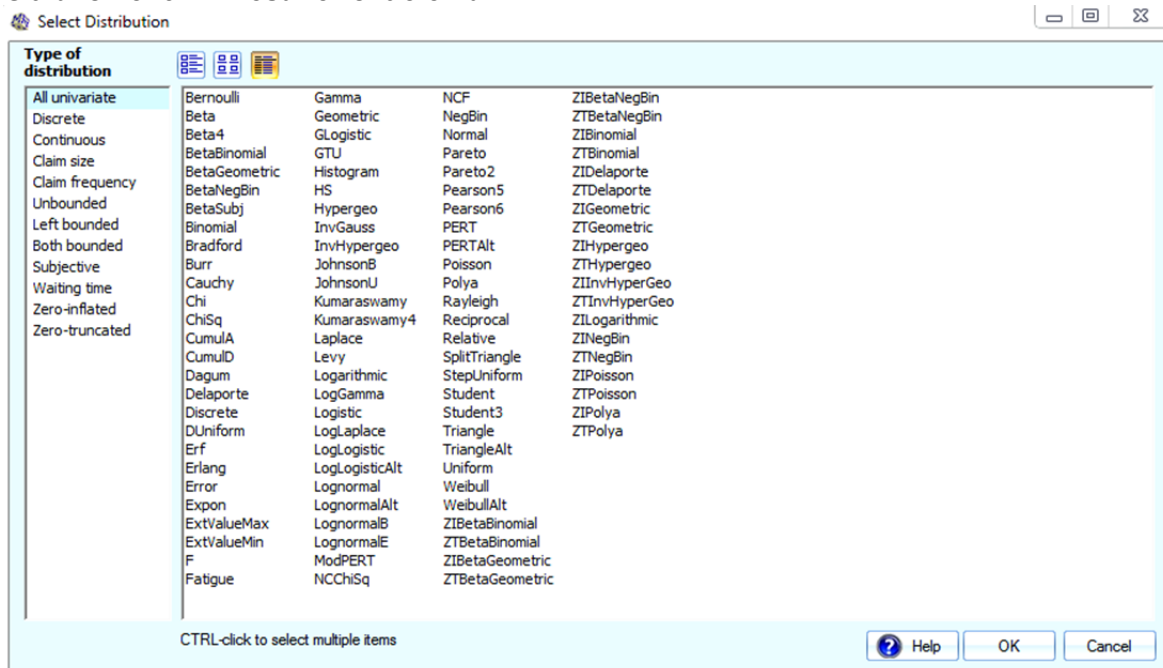 Select Distribution
Type of
distribution
All univariate
Discrete
Continuous
Claim size
Claim frequency
Unbounded
Left bounded
Both bounded
Subjective
Waiting time
Zero-inflated
Zero-truncated
Bernoulli Gamma NCF ZIBetaNegBin
Beta Geometric NegBin ZTBetaNegBin
Beta4 GLogistic Normal ZIBinomial
BetaBinomial GTU Pareto ZTBinomial
BetaGeometric Histogram Pareto2 ZIDelaporte
BetaNegBin HS Pearson5 ZTDelaporte
BetaSubj Hypergeo Pearson6 ZIGeometric
Binomial InvGauss PERT ZTGeometric
Bradford InvHypergeo PERTAlt ZIHypergeo
Burr JohnsonB Poisson ZTHypergeo
Cauchy JohnsonU Polya ZIInvHyperGeo
Chi Kumaraswamy Rayleigh ZTInvHyperGeo
ChiSq Kumaraswamy4 Reciprocal ZILogarithmic
CumulA Laplace Relative ZINegBin
CumulD Levy SplitTriangle ZTNegBin
Dagum Logarithmic StepUniform ZIPoisson
Delaporte LogGamma Student ZTPoisson
Discrete Logistic Student3 ZIPolya
DUniform LogLaplace Triangle ZTPolya
Erf LogLogistic TriangleAlt
Erlang LogLogisticAlt Uniform
Error Lognormal Weibull
Expon LognormalAlt WeibullAlt
ExtValueMax LognormalB ZIBetaBinomial
ExtValueMin LognormalE ZTBetaBinomial
F ModPERT ZIBetaGeometric
Fatigue NCChiSq ZTBetaGeometric
CTRL-click to select multiple items
Help OK Cancel